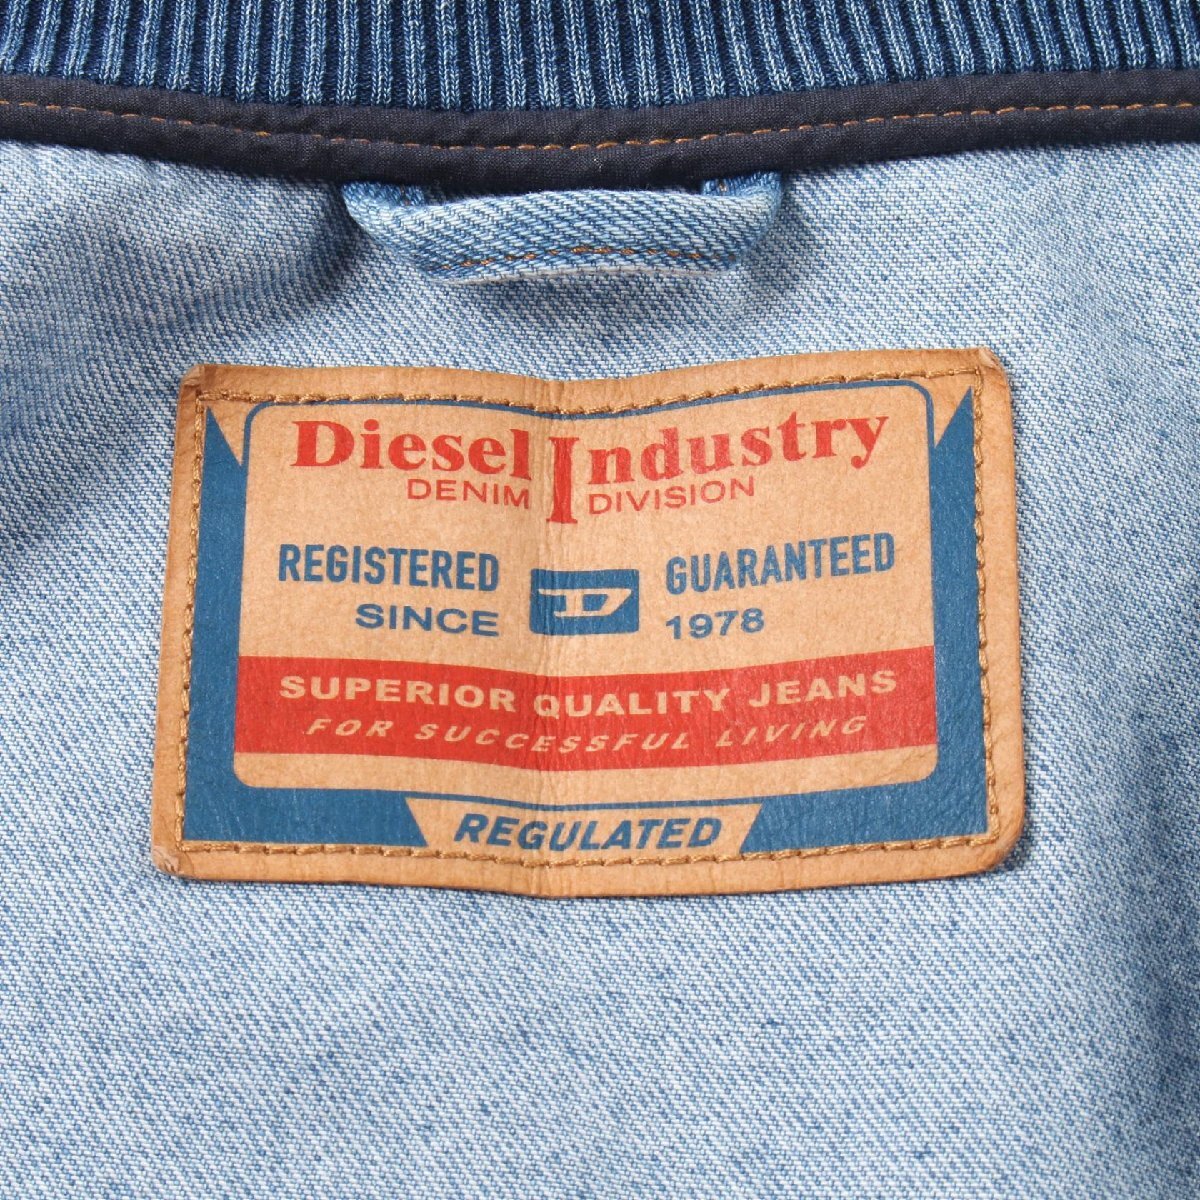 Diesel Industry
DENIM DIVISION
REGISTERED D GUARANTEED
SINCE 1978
SUPERIOR QUALITY JEANS
FOR SUCCESSFUL LIVING
REGULATED